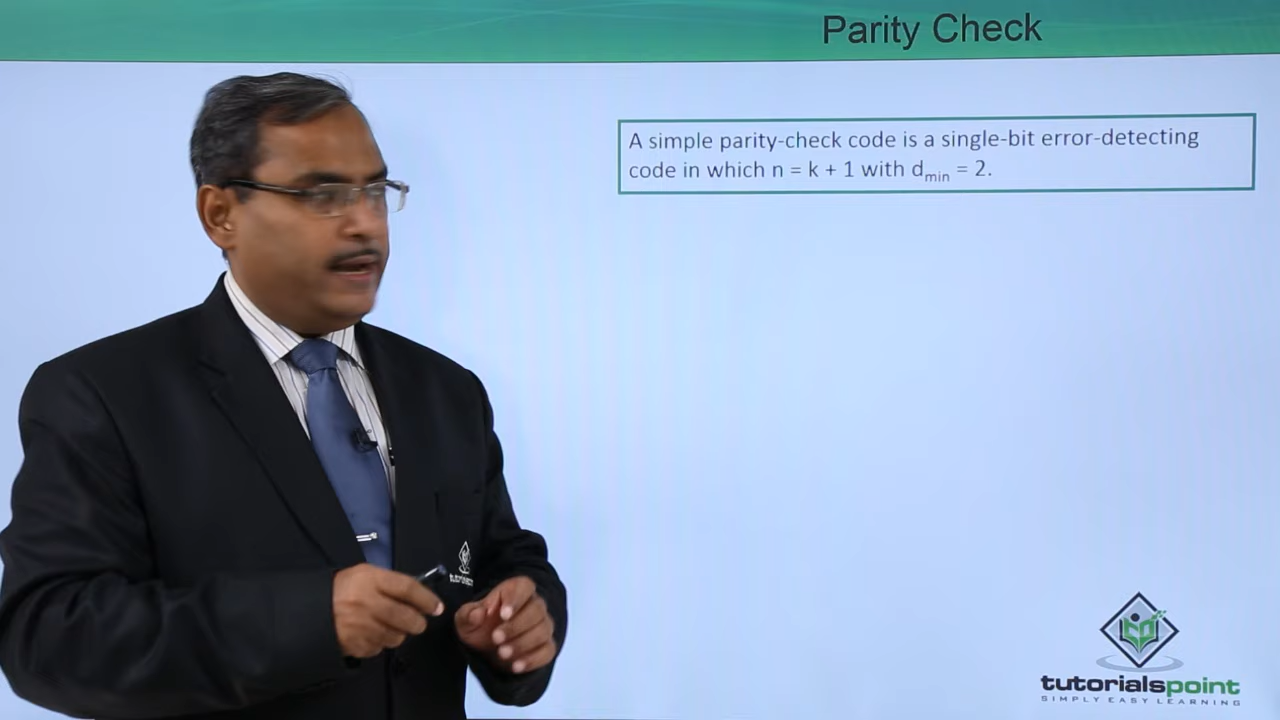 Parity Check
A simple parity-check code is a single-bit error-detecting
code in which n = k + 1 with dmin = 2.
tutorialspoint
SIMPLY EASY LEARNING